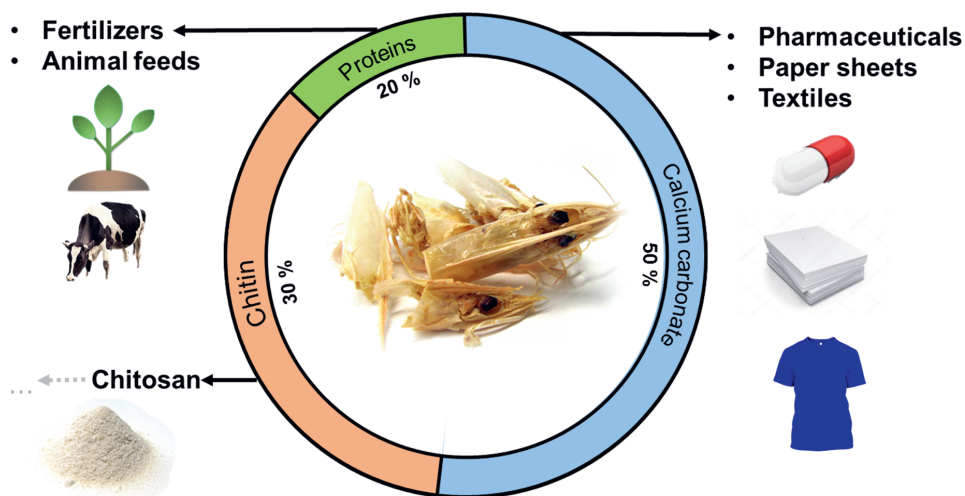 • Fertilizers
• Animal feeds
Proteins
20 %
• Pharmaceuticals
• Paper sheets
• Textiles
Calcium carbonate
50 %
Chitin
30 %
... Chitosan